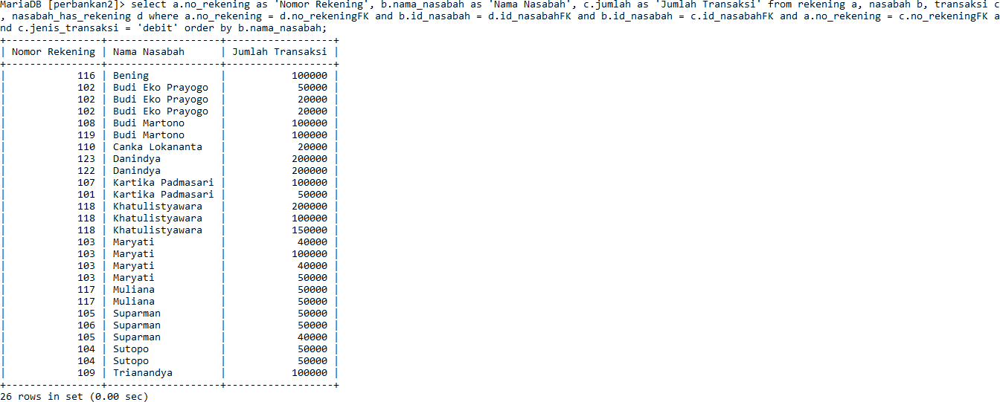 MariaDB [perbankan2]> select a.no_rekening as 'Nomor Rekening', b.nama_nasabah as 'Nama Nasabah', c.jumlah as 'Jumlah Transaksi' from rekening a, nasabah b, transaksi c
, nasabah_has_rekening d where a.no_rekening = d.no_rekeningFK and b.id_nasabah = d.id_nasabahFK and b.id_nasabah = c.id_nasabahFK and a.no_rekening = c.no_rekeningFK a
nd c.jenis_transaksi = 'debit' order by b.nama_nasabah;
+----------------+-------------------+------------------+
| Nomor Rekening | Nama Nasabah      | Jumlah Transaksi |
+----------------+-------------------+------------------+
|            116 | Bening            |           100000 |
|            102 | Budi Eko Prayogo  |            50000 |
|            102 | Budi Eko Prayogo  |            20000 |
|            102 | Budi Eko Prayogo  |            20000 |
|            108 | Budi Martono      |           100000 |
|            119 | Budi Martono      |           100000 |
|            110 | Canka Lokananta   |            20000 |
|            123 | Danindya          |           200000 |
|            122 | Danindya          |           200000 |
|            107 | Kartika Padmasari |           100000 |
|            101 | Kartika Padmasari |            50000 |
|            118 | Khatulistyawara   |           200000 |
|            118 | Khatulistyawara   |           100000 |
|            118 | Khatulistyawara   |           150000 |
|            103 | Maryati           |            40000 |
|            103 | Maryati           |           100000 |
|            103 | Maryati           |            40000 |
|            103 | Maryati           |            50000 |
|            117 | Muliana           |            50000 |
|            117 | Muliana           |            50000 |
|            105 | Suparman          |            50000 |
|            106 | Suparman          |            50000 |
|            105 | Suparman          |            40000 |
|            104 | Sutopo            |            50000 |
|            104 | Sutopo            |            50000 |
|            109 | Trianandya        |           100000 |
+----------------+-------------------+------------------+
26 rows in set (0.00 sec)